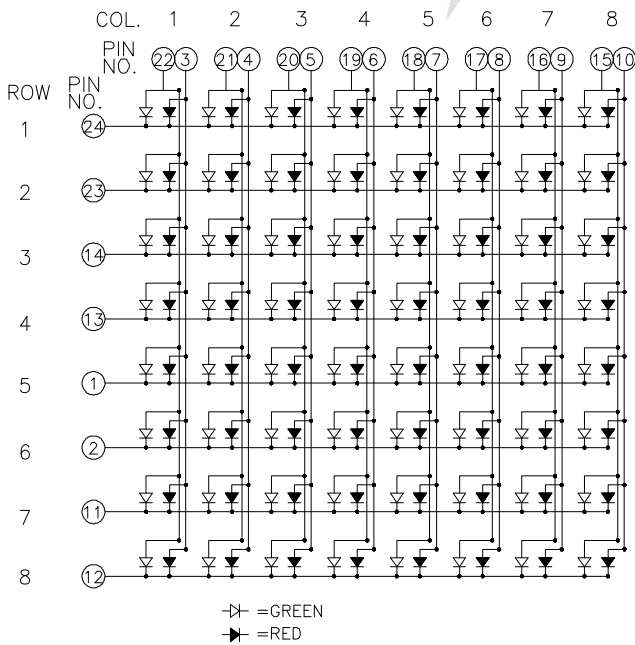 COL. 1 2 3 4 5 6 7 8
PIN NO. 22 3 21 4 20 5 19 6 18 7 17 8 16 9 15 10
ROW PIN NO.
1 24
2 23
3 14
4 13
5 1
6 2
7 11
8 12
=GREEN
=RED